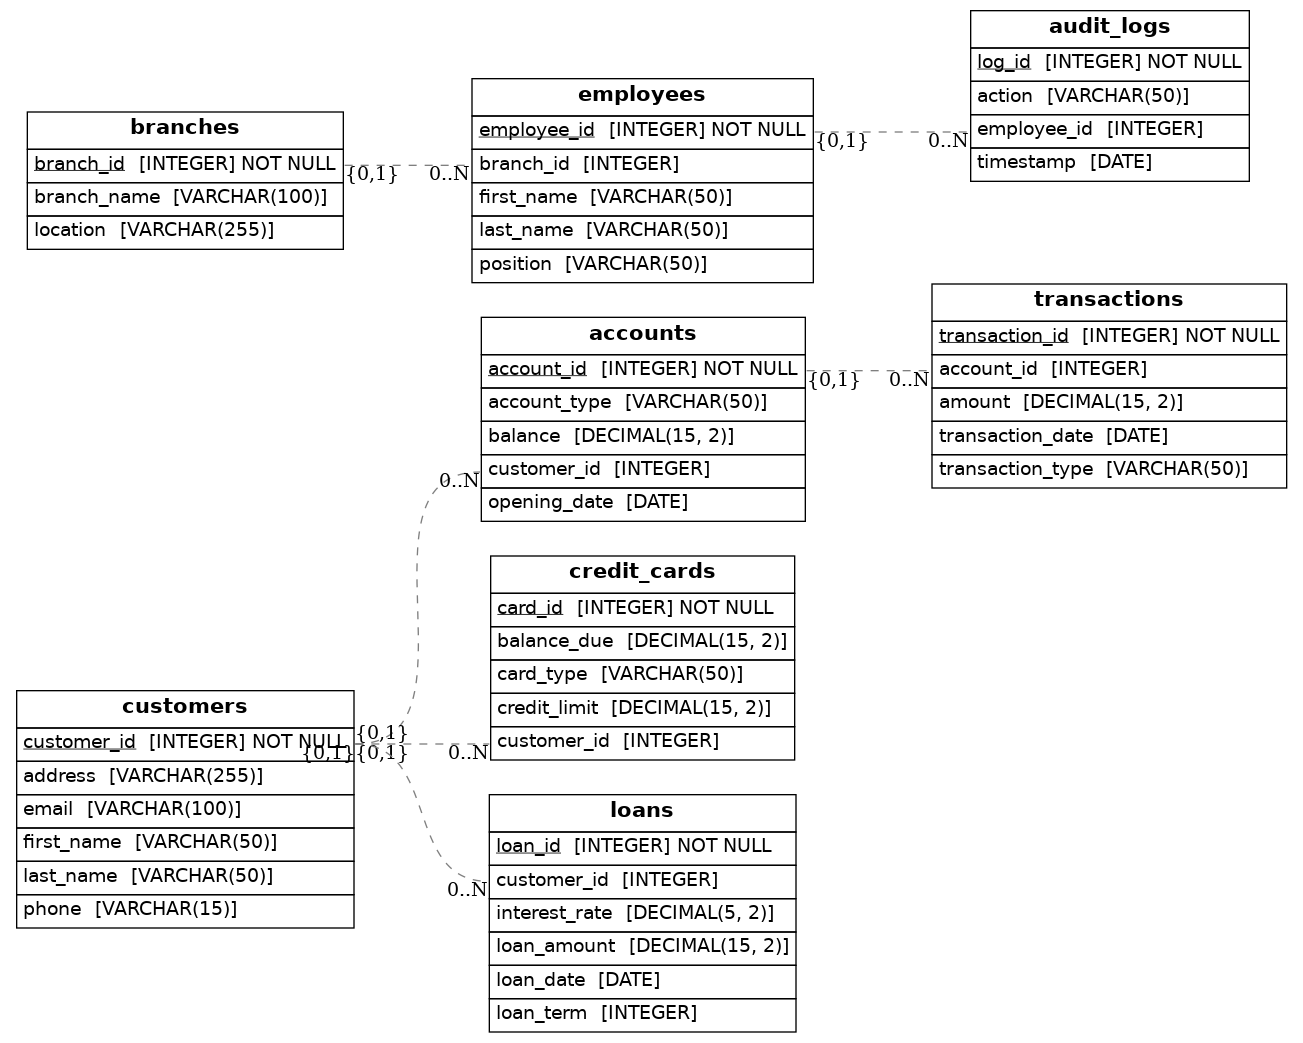 branches
branch_id [INTEGER] NOT NULL
branch_name [VARCHAR(100)]
location [VARCHAR(255)]
{0,1} 0..N
employees
employee_id [INTEGER] NOT NULL
branch_id [INTEGER]
first_name [VARCHAR(50)]
last_name [VARCHAR(50)]
position [VARCHAR(50)]
{0,1} 0..N
audit_logs
log_id [INTEGER] NOT NULL
action [VARCHAR(50)]
employee_id [INTEGER]
timestamp [DATE]
accounts
account_id [INTEGER] NOT NULL
account_type [VARCHAR(50)]
balance [DECIMAL(15, 2)]
customer_id [INTEGER]
opening_date [DATE]
{0,1} 0..N
transactions
transaction_id [INTEGER] NOT NULL
account_id [INTEGER]
amount [DECIMAL(15, 2)]
transaction_date [DATE]
transaction_type [VARCHAR(50)]
0..N
credit_cards
card_id [INTEGER] NOT NULL
balance_due [DECIMAL(15, 2)]
card_type [VARCHAR(50)]
credit_limit [DECIMAL(15, 2)]
customer_id [INTEGER]
customers
customer_id [INTEGER] NOT NULL
address [VARCHAR(255)]
email [VARCHAR(100)]
first_name [VARCHAR(50)]
last_name [VARCHAR(50)]
phone [VARCHAR(15)]
{0,1}
{0,1}{0,1} 0..N
0..N
loans
loan_id [INTEGER] NOT NULL
customer_id [INTEGER]
interest_rate [DECIMAL(5, 2)]
loan_amount [DECIMAL(15, 2)]
loan_date [DATE]
loan_term [INTEGER]